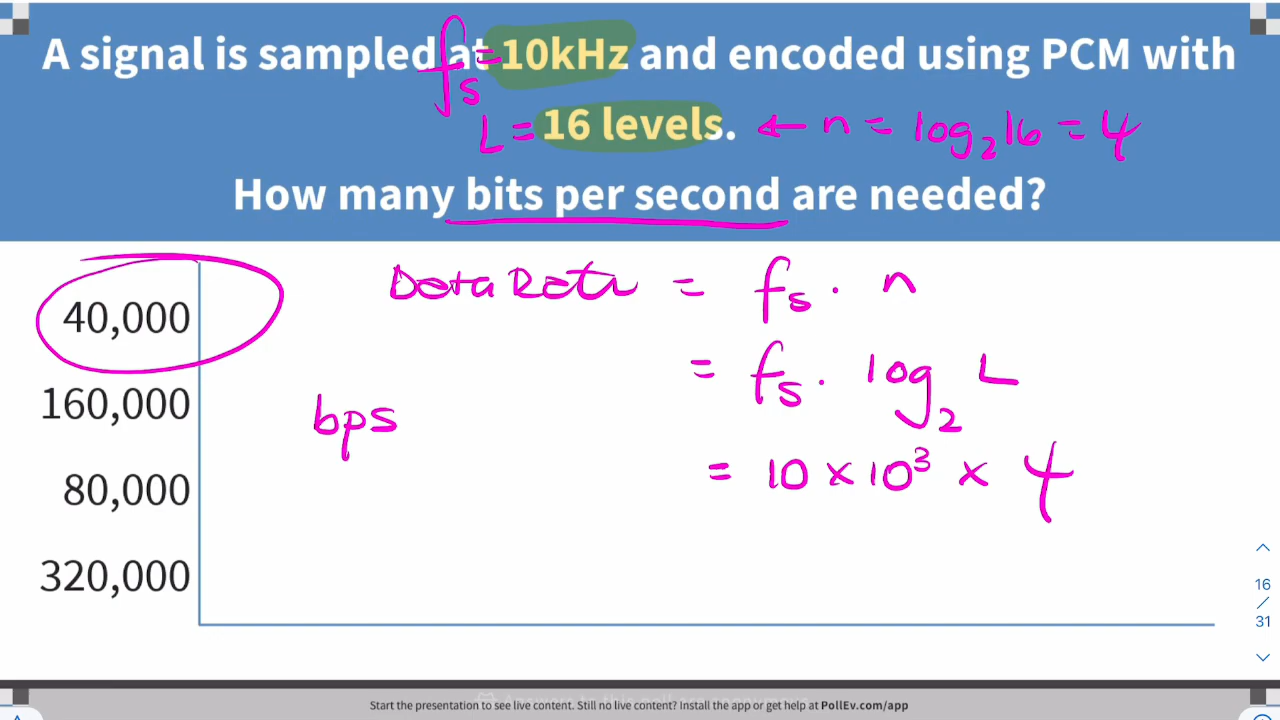 A signal is sampled at 10kHz and encoded using PCM with
fs =
L = 16 levels. ← n = log₂16 = 4
How many bits per second are needed?
40,000
160,000
80,000
320,000
bps
Data Rate = fs · n
= fs · log₂ L
= 10 × 10³ × 4
16
/
31
Start the presentation to see live content. Still no live content? Install the app or get help at PollEv.com/app